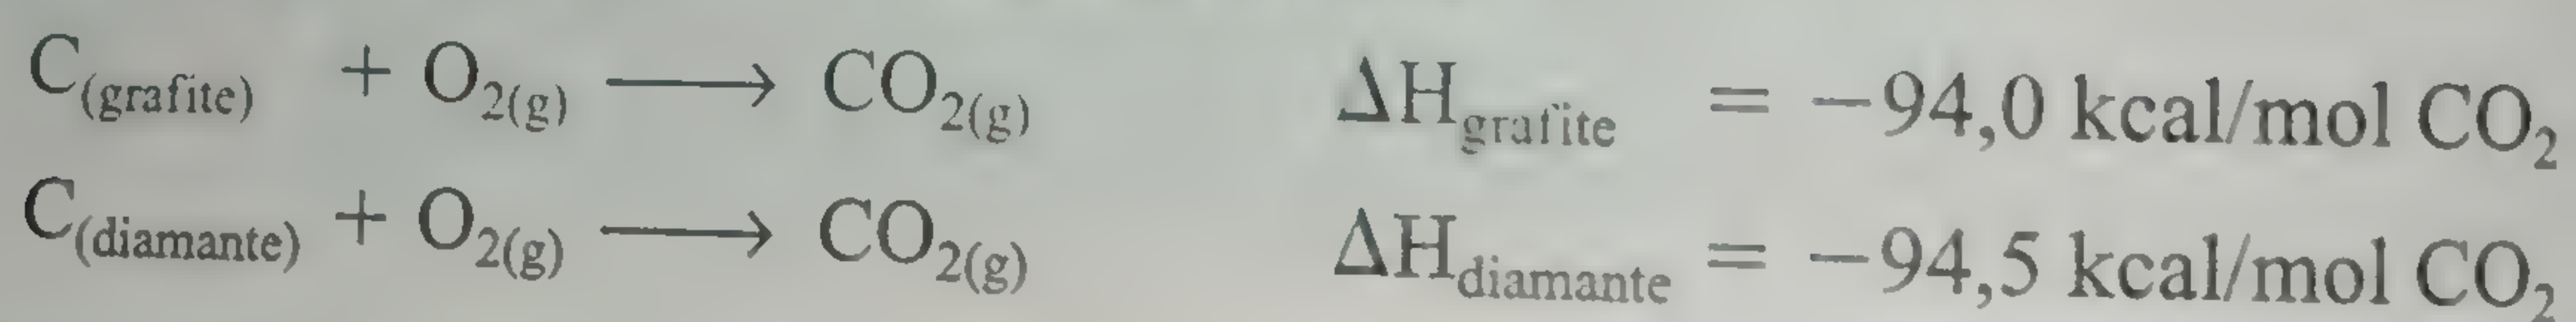 C(grafite) + O2(g) ⟶ CO2(g) ΔHgrafite = −94,0 kcal/mol CO2
C(diamante) + O2(g) ⟶ CO2(g) ΔHdiamante = −94,5 kcal/mol CO2